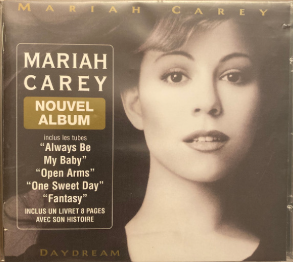 MARIAH CAREY
MARIAH
CAREY
NOUVEL
ALBUM
inclus les tubes
“Always Be
My Baby”
“Open Arms”
“One Sweet Day”
“Fantasy”
INCLUS UN LIVRET 8 PAGES
AVEC SON HISTOIRE
DAYDREAM